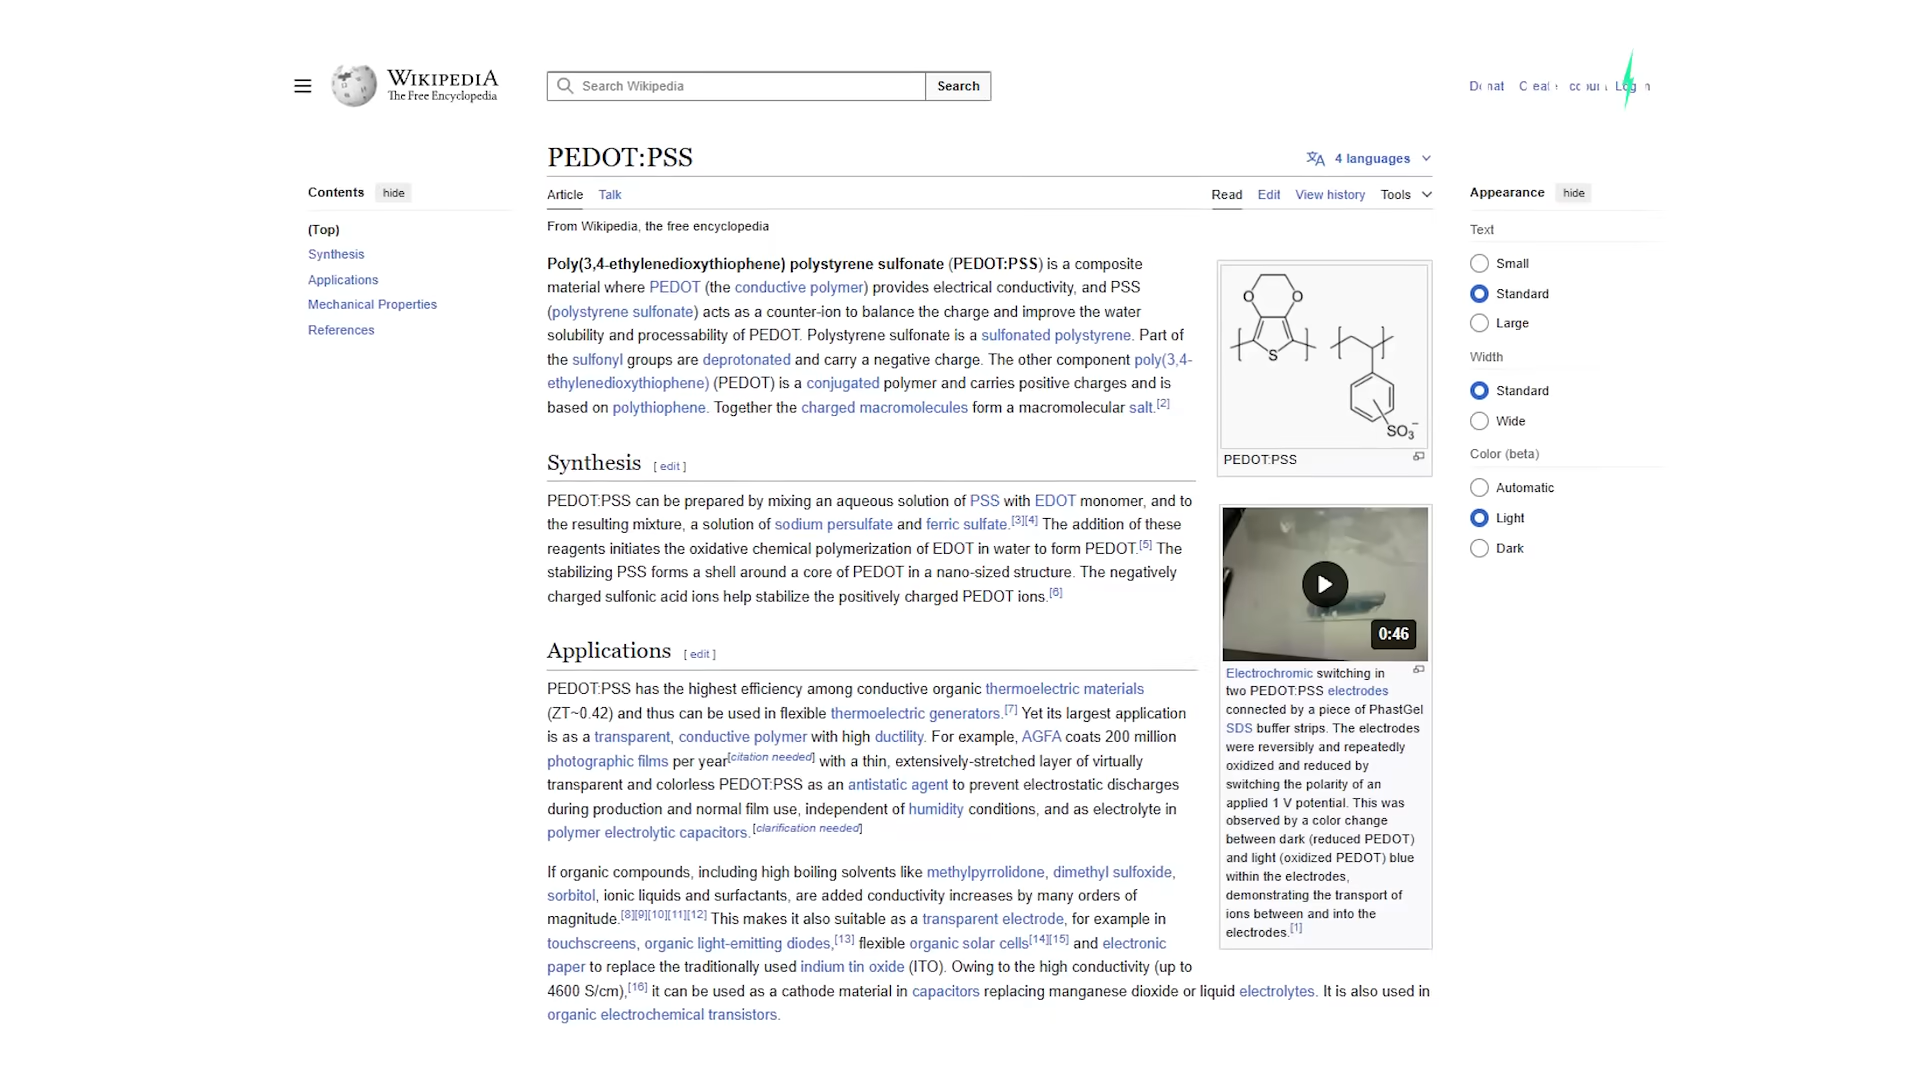 WIKIPEDIA
The Free Encyclopedia
Search Wikipedia
Search
PEDOT:PSS
4 languages
Contents
hide
(Top)
Synthesis
Applications
Mechanical Properties
References
Article
Talk
Read
Edit
View history
Tools
From Wikipedia, the free encyclopedia
Poly(3,4-ethylenedioxythiophene) polystyrene sulfonate (PEDOT:PSS) is a composite
material where PEDOT (the conductive polymer) provides electrical conductivity, and PSS
(polystyrene sulfonate) acts as a counter-ion to balance the charge and improve the water
solubility and processability of PEDOT. Polystyrene sulfonate is a sulfonated polystyrene. Part of
the sulfonyl groups are deprotonated and carry a negative charge. The other component poly(3,4-
ethylenedioxythiophene) (PEDOT) is a conjugated polymer and carries positive charges and is
based on polythiophene. Together the charged macromolecules form a macromolecular salt.[2]
Synthesis [ edit ]
PEDOT:PSS can be prepared by mixing an aqueous solution of PSS with EDOT monomer, and to
the resulting mixture, a solution of sodium persulfate and ferric sulfate.[3][4] The addition of these
reagents initiates the oxidative chemical polymerization of EDOT in water to form PEDOT.[5] The
stabilizing PSS forms a shell around a core of PEDOT in a nano-sized structure. The negatively
charged sulfonic acid ions help stabilize the positively charged PEDOT ions.[6]
Applications [ edit ]
PEDOT:PSS has the highest efficiency among conductive organic thermoelectric materials
(ZT~0.42) and thus can be used in flexible thermoelectric generators.[7] Yet its largest application
is as a transparent, conductive polymer with high ductility. For example, AGFA coats 200 million
photographic films per year[citation needed] with a thin, extensively-stretched layer of virtually
transparent and colorless PEDOT:PSS as an antistatic agent to prevent electrostatic discharges
during production and normal film use, independent of humidity conditions, and as electrolyte in
polymer electrolytic capacitors.[clarification needed]
If organic compounds, including high boiling solvents like methylpyrrolidone, dimethyl sulfoxide,
sorbitol, ionic liquids and surfactants, are added conductivity increases by many orders of
magnitude.[8][9][10][11][12] This makes it also suitable as a transparent electrode, for example in
touchscreens, organic light-emitting diodes,[13] flexible organic solar cells[14][15] and electronic
paper to replace the traditionally used indium tin oxide (ITO). Owing to the high conductivity (up to
4600 S/cm),[16] it can be used as a cathode material in capacitors replacing manganese dioxide or liquid electrolytes. It is also used in
organic electrochemical transistors.
O
O
S
SO3−
PEDOT:PSS
0:46
Electrochromic switching in
two PEDOT:PSS electrodes
connected by a piece of PhastGel
SDS buffer strips. The electrodes
were reversibly and repeatedly
oxidized and reduced by
switching the polarity of an
applied 1 V potential. This was
observed by a color change
between dark (reduced PEDOT)
and light (oxidized PEDOT) blue
within the electrodes,
demonstrating the transport of
ions between and into the
electrodes.[1]
Appearance
hide
Text
Small
Standard
Large
Width
Standard
Wide
Color (beta)
Automatic
Light
Dark